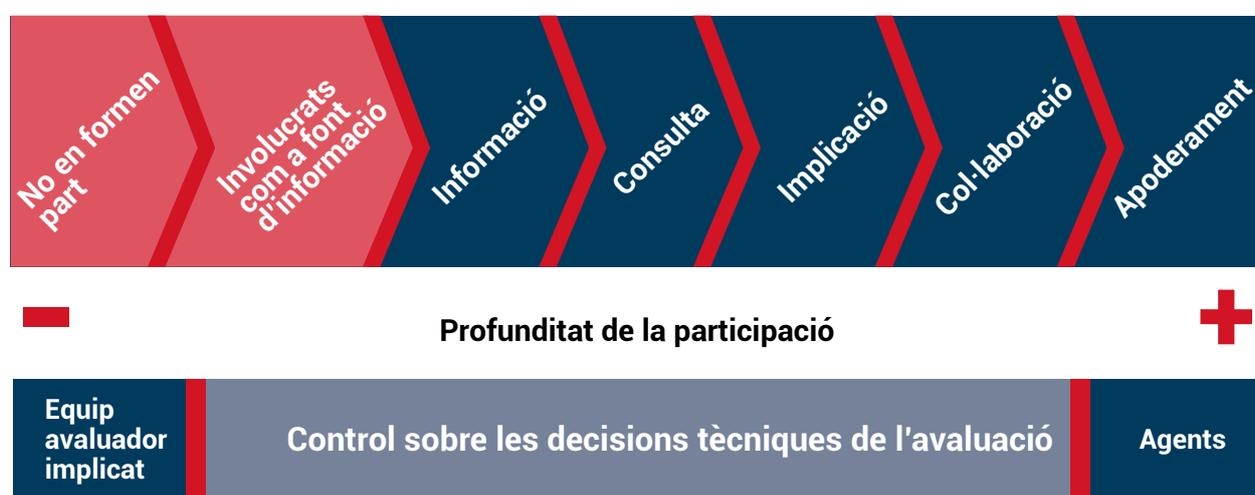 No en formen
part
Involucrats
com a font
d'informació
Informació
Consulta
Implicació
Col·laboració
Apoderament
Profunditat de la participació
Equip
avaluador
implicat
Control sobre les decisions tècniques de l'avaluació
Agents